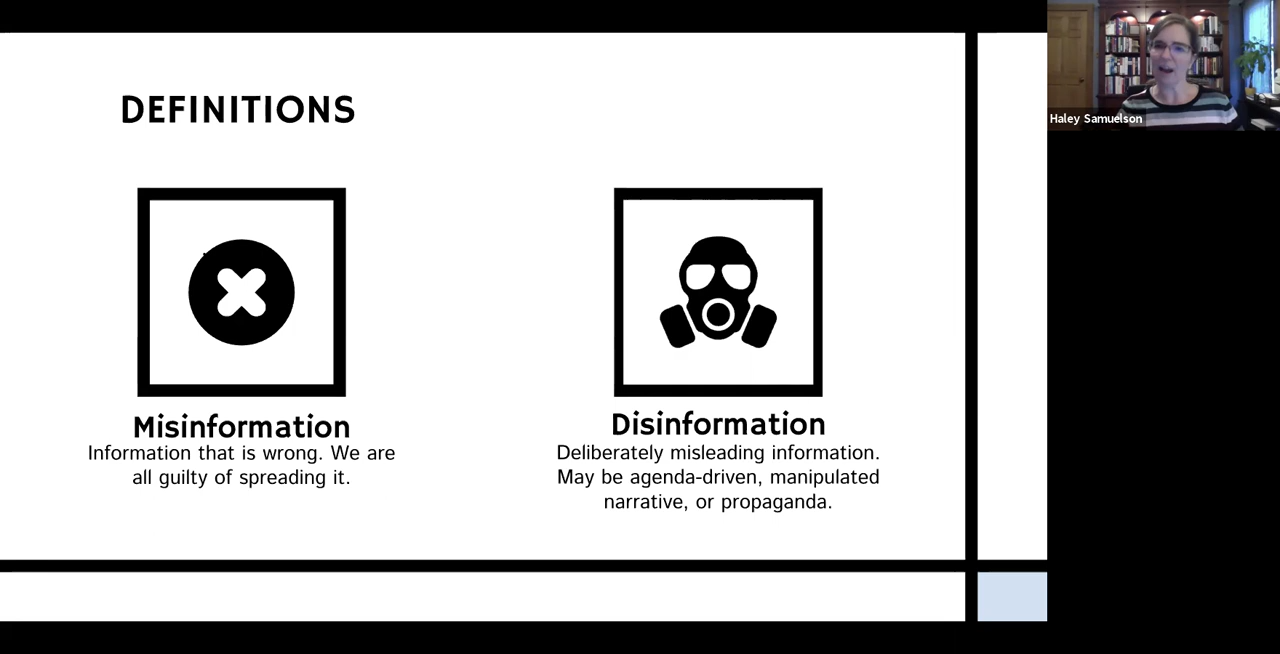 DEFINITIONS
Haley Samuelson
Misinformation
Information that is wrong. We are
all guilty of spreading it.
Disinformation
Deliberately misleading information.
May be agenda-driven, manipulated
narrative, or propaganda.